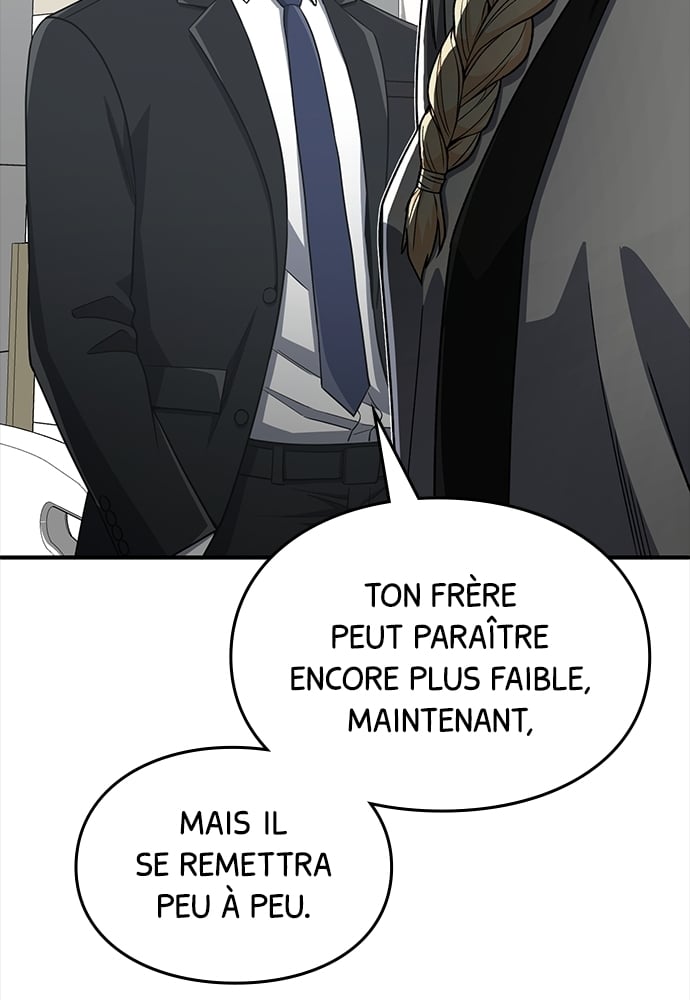 TON FRÈRE
PEUT PARAÎTRE
ENCORE PLUS FAIBLE,
MAINTENANT,
MAIS IL
SE REMETTRA
PEU À PEU.